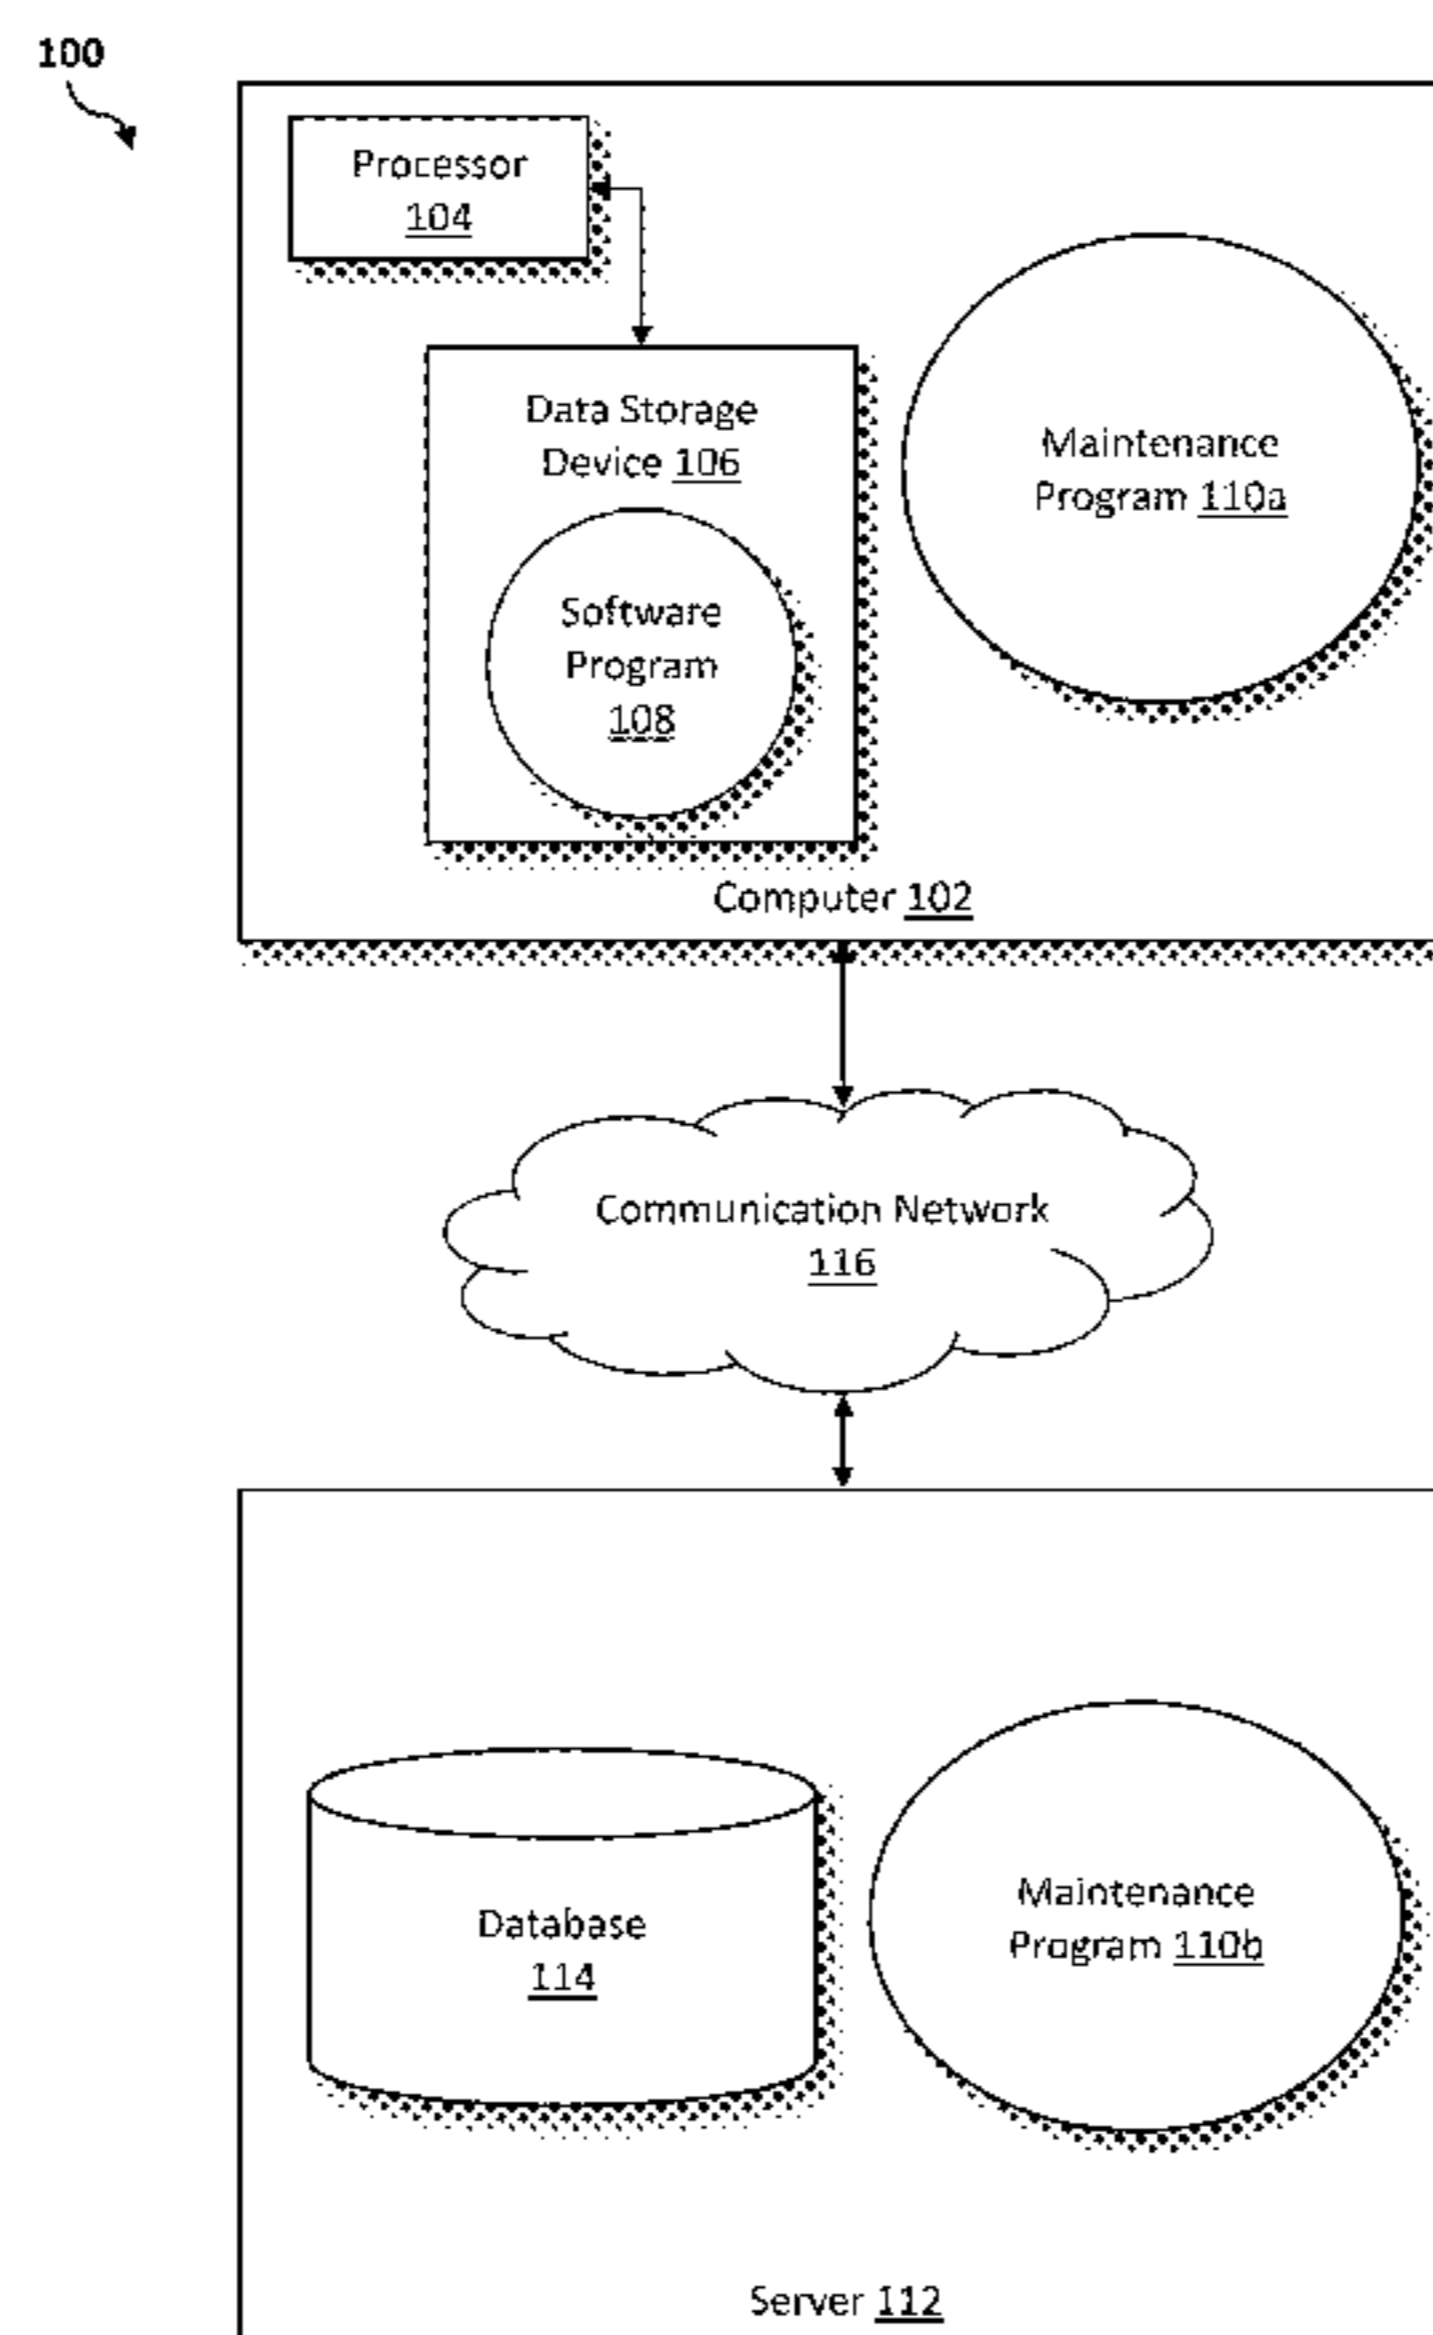 100
Processor
104
Data Storage
Device 106
Software
Program
108
Maintenance
Program 110a
Computer 102
Communication Network
116
Database
114
Maintenance
Program 110b
Server 112